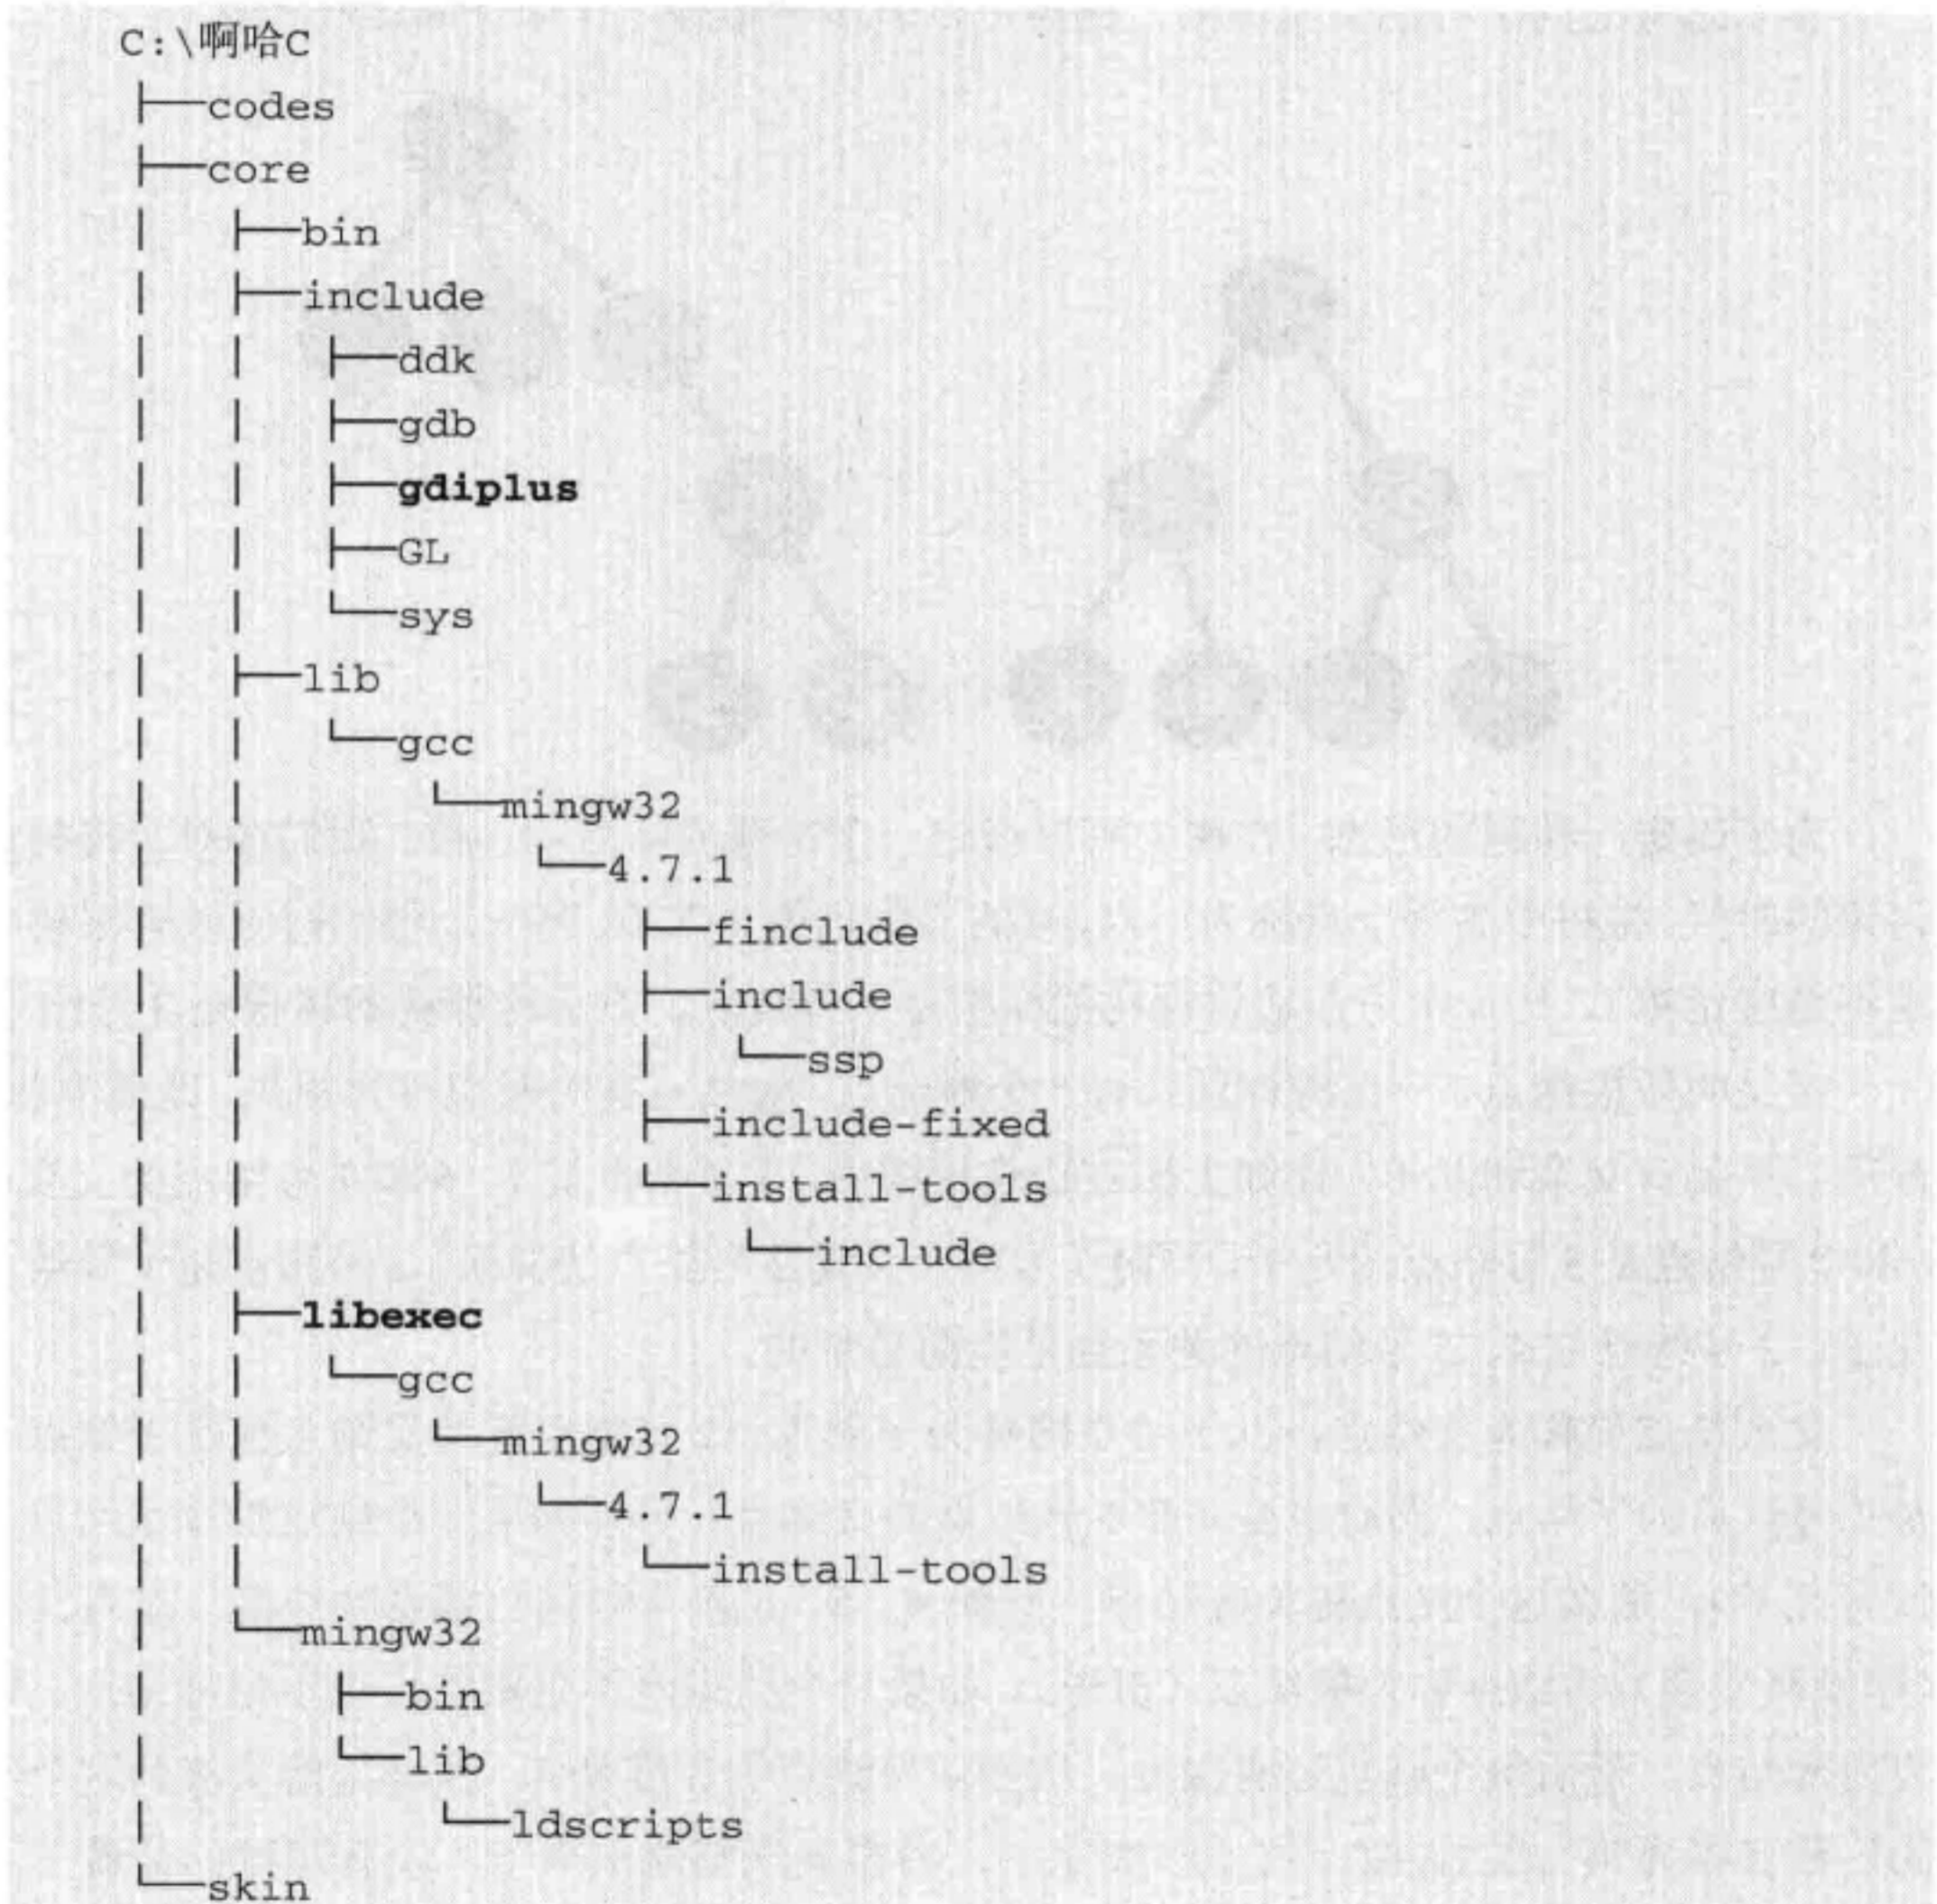 C:\啊哈C
├──codes
├──core
│   ├──bin
│   ├──include
│   │   ├──ddk
│   │   ├──gdb
│   │   ├──gdiplus
│   │   ├──GL
│   │   └──sys
│   ├──lib
│   │   └──gcc
│   │       └──mingw32
│   │           └──4.7.1
│   │               ├──finclude
│   │               ├──include
│   │               │   └──ssp
│   │               ├──include-fixed
│   │               └──install-tools
│   │                   └──include
│   ├──libexec
│   │   └──gcc
│   │       └──mingw32
│   │           └──4.7.1
│   │               └──install-tools
│   └──mingw32
│       ├──bin
│       └──lib
│           └──ldscripts
└──skin